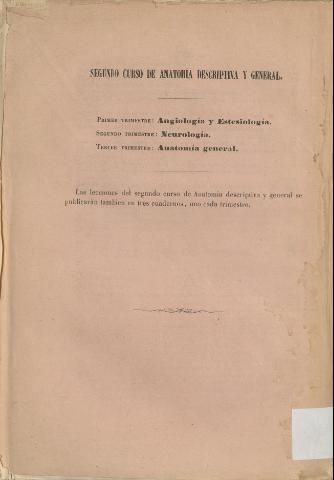 SEGUNDO CURSO DE ANATOMIA DESCRIPTIVA Y GENERAL.
PRIMER TRIMESTRE: Angiología y Estesiología.
SEGUNDO TRIMESTRE: Neurología.
TERCER TRIMESTRE: Anatomía general.
Las lecciones del segundo curso de Anatomía descriptiva y general se
publicarán tambien en tres cuadernos, uno cada trimestre.